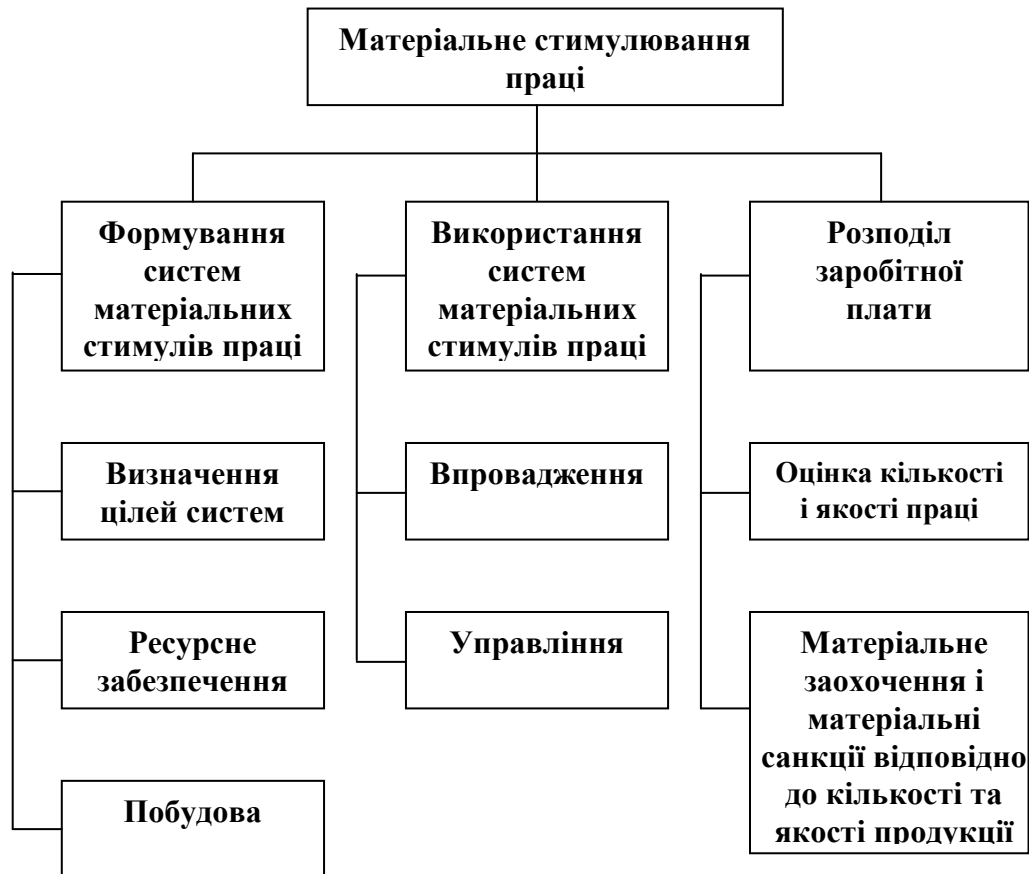 Матеріальне стимулювання
праці
Формування
систем
матеріальних
стимулів праці
Використання
систем
матеріальних
стимулів праці
Розподіл
заробітної
плати
Визначення
цілей систем
Впровадження
Оцінка кількості
і якості праці
Ресурсне
забезпечення
Управління
Матеріальне
заохочення і
матеріальні
санкції відповідно
до кількості та
якості продукції
Побудова